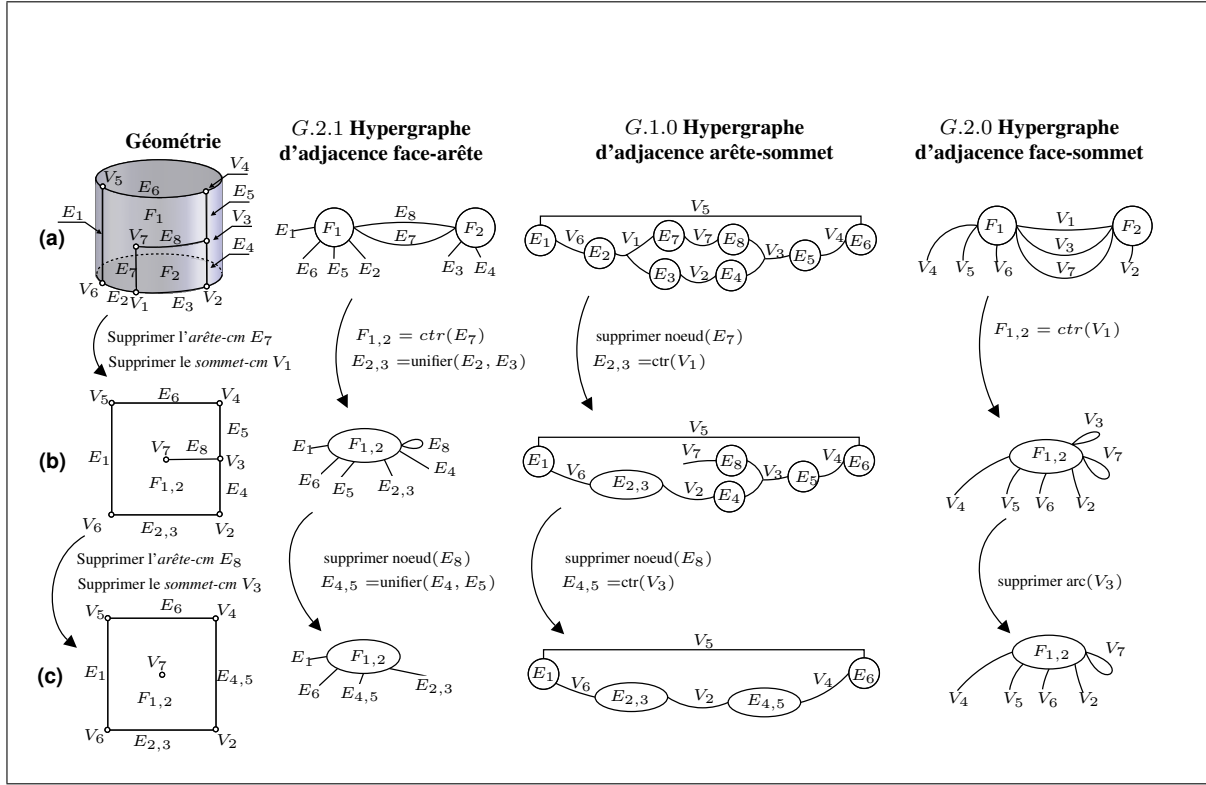 Géométrie
G.2.1 Hypergraphe
d'adjacence face-arête
G.1.0 Hypergraphe
d'adjacence arête-sommet
G.2.0 Hypergraphe
d'adjacence face-sommet
(a)
V5
E6
V4
E5
E1
F1
V3
V7
E8
E4
E7
F2
V6
E2
V1
E3
V2
E1
F1
E8
E7
F2
E6
E5
E2
E3
E4
V5
E1
V6
E2
V1
E7
V7
E8
V3
E5
V4
E6
E3
V2
E4
F1
V1
V3
V7
F2
V4
V5
V6
V2
Supprimer l'arête-cm E7
Supprimer le sommet-cm V1
F1,2 = ctr(E7)
E2,3 =unifier(E2, E3)
supprimer noeud(E7)
E2,3 =ctr(V1)
F1,2 = ctr(V1)
(b)
V5
E6
V4
E5
V7
E8
V3
E1
F1,2
E4
V6
E2,3
V2
E1
F1,2
E8
E4
E6
E5
E2,3
V5
E1
V6
E2,3
V7
E8
V2
E4
V3
E5
V4
E6
V3
F1,2
V7
V4
V5
V6
V2
Supprimer l'arête-cm E8
Supprimer le sommet-cm V3
supprimer noeud(E8)
E4,5 =unifier(E4, E5)
supprimer noeud(E8)
E4,5 =ctr(V3)
supprimer arc(V3)
(c)
V5
E6
V4
V7
E1
E4,5
F1,2
V6
E2,3
V2
E1
F1,2
E6
E4,5
E2,3
V5
E1
V6
E2,3
V2
E4,5
V4
E6
F1,2
V7
V4
V5
V6
V2